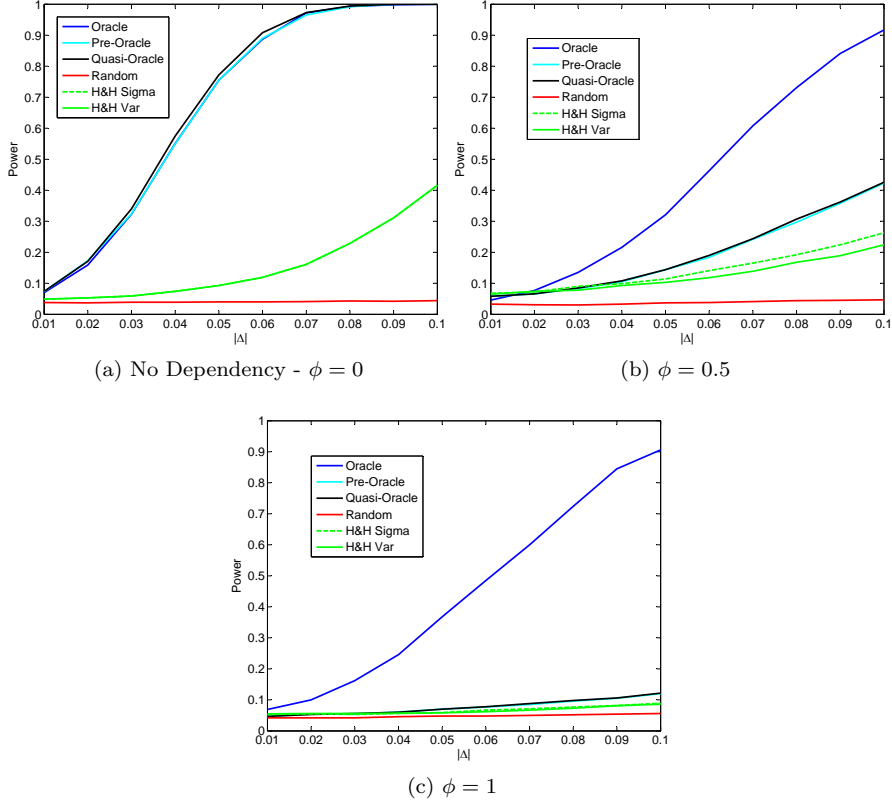 1
0.9
0.8
0.7
0.6
0.5
0.4
0.3
0.2
0.1
0
Power
Oracle
Pre-Oracle
Quasi-Oracle
Random
H&H Sigma
H&H Var
0.01 0.02 0.03 0.04 0.05 0.06 0.07 0.08 0.09 0.1
|Δ|
(a) No Dependency - ϕ = 0
1
0.9
0.8
0.7
0.6
0.5
0.4
0.3
0.2
0.1
0
Power
Oracle
Pre-Oracle
Quasi-Oracle
Random
H&H Sigma
H&H Var
0.01 0.02 0.03 0.04 0.05 0.06 0.07 0.08 0.09 0.1
|Δ|
(b) ϕ = 0.5
1
0.9
0.8
0.7
0.6
0.5
0.4
0.3
0.2
0.1
0
Power
Oracle
Pre-Oracle
Quasi-Oracle
Random
H&H Sigma
H&H Var
0.01 0.02 0.03 0.04 0.05 0.06 0.07 0.08 0.09 0.1
|Δ|
(c) ϕ = 1